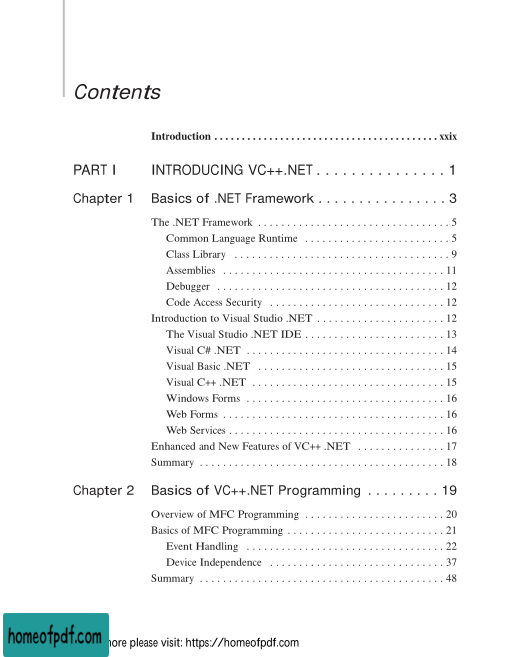 Contents
Introduction . . . . . . . . . . . . . . . . . . . . . . . . . . . . . . . . . . . . . . . . . xxix
PART I INTRODUCING VC++.NET . . . . . . . . . . . . . . . 1
Chapter 1 Basics of .NET Framework . . . . . . . . . . . . . . . . 3
The .NET Framework . . . . . . . . . . . . . . . . . . . . . . . . . . . . . . . . . 5
Common Language Runtime . . . . . . . . . . . . . . . . . . . . . . . . 5
Class Library . . . . . . . . . . . . . . . . . . . . . . . . . . . . . . . . . . . . 9
Assemblies . . . . . . . . . . . . . . . . . . . . . . . . . . . . . . . . . . . . . . 11
Debugger . . . . . . . . . . . . . . . . . . . . . . . . . . . . . . . . . . . . . . . 12
Code Access Security . . . . . . . . . . . . . . . . . . . . . . . . . . . . . . 12
Introduction to Visual Studio .NET . . . . . . . . . . . . . . . . . . . . . . 12
The Visual Studio .NET IDE . . . . . . . . . . . . . . . . . . . . . . . . 13
Visual C# .NET . . . . . . . . . . . . . . . . . . . . . . . . . . . . . . . . . . 14
Visual Basic .NET . . . . . . . . . . . . . . . . . . . . . . . . . . . . . . . . 15
Visual C++ .NET . . . . . . . . . . . . . . . . . . . . . . . . . . . . . . . . . 15
Windows Forms . . . . . . . . . . . . . . . . . . . . . . . . . . . . . . . . . . 16
Web Forms . . . . . . . . . . . . . . . . . . . . . . . . . . . . . . . . . . . . . . 16
Web Services . . . . . . . . . . . . . . . . . . . . . . . . . . . . . . . . . . . . . 16
Enhanced and New Features of VC++ .NET . . . . . . . . . . . . . . . 17
Summary . . . . . . . . . . . . . . . . . . . . . . . . . . . . . . . . . . . . . . . . . . 18
Chapter 2 Basics of VC++.NET Programming . . . . . . . . . 19
Overview of MFC Programming . . . . . . . . . . . . . . . . . . . . . . . . 20
Basics of MFC Programming . . . . . . . . . . . . . . . . . . . . . . . . . . . 21
Event Handling . . . . . . . . . . . . . . . . . . . . . . . . . . . . . . . . . . 22
Device Independence . . . . . . . . . . . . . . . . . . . . . . . . . . . . . . 37
Summary . . . . . . . . . . . . . . . . . . . . . . . . . . . . . . . . . . . . . . . . . . 48
homeofpdf.com please visit: https://homeofpdf.com